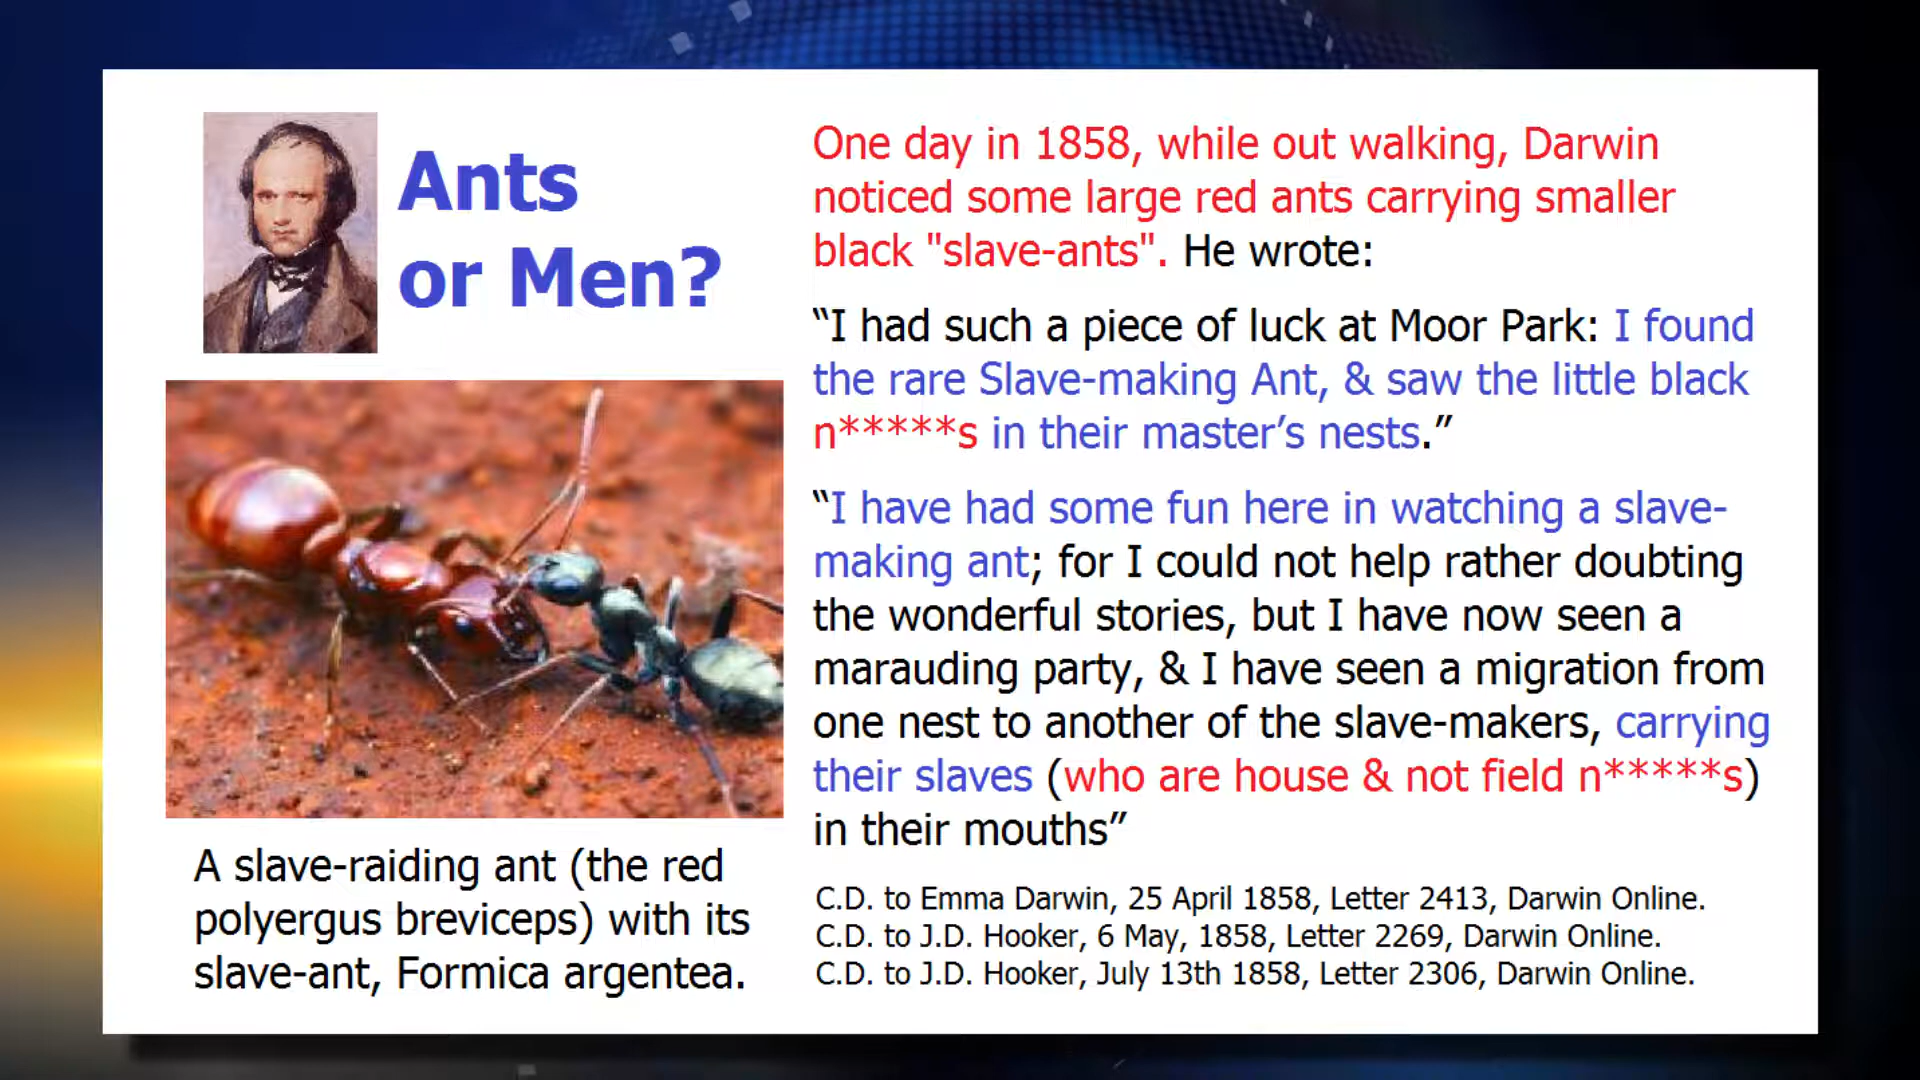 Ants
or Men?
A slave-raiding ant (the red
polyergus breviceps) with its
slave-ant, Formica argentea.
One day in 1858, while out walking, Darwin
noticed some large red ants carrying smaller
black "slave-ants". He wrote:
“I had such a piece of luck at Moor Park: I found
the rare Slave-making Ant, & saw the little black
n*****s in their master’s nests.”
“I have had some fun here in watching a slave-
making ant; for I could not help rather doubting
the wonderful stories, but I have now seen a
marauding party, & I have seen a migration from
one nest to another of the slave-makers, carrying
their slaves (who are house & not field n*****s)
in their mouths”
C.D. to Emma Darwin, 25 April 1858, Letter 2413, Darwin Online.
C.D. to J.D. Hooker, 6 May, 1858, Letter 2269, Darwin Online.
C.D. to J.D. Hooker, July 13th 1858, Letter 2306, Darwin Online.